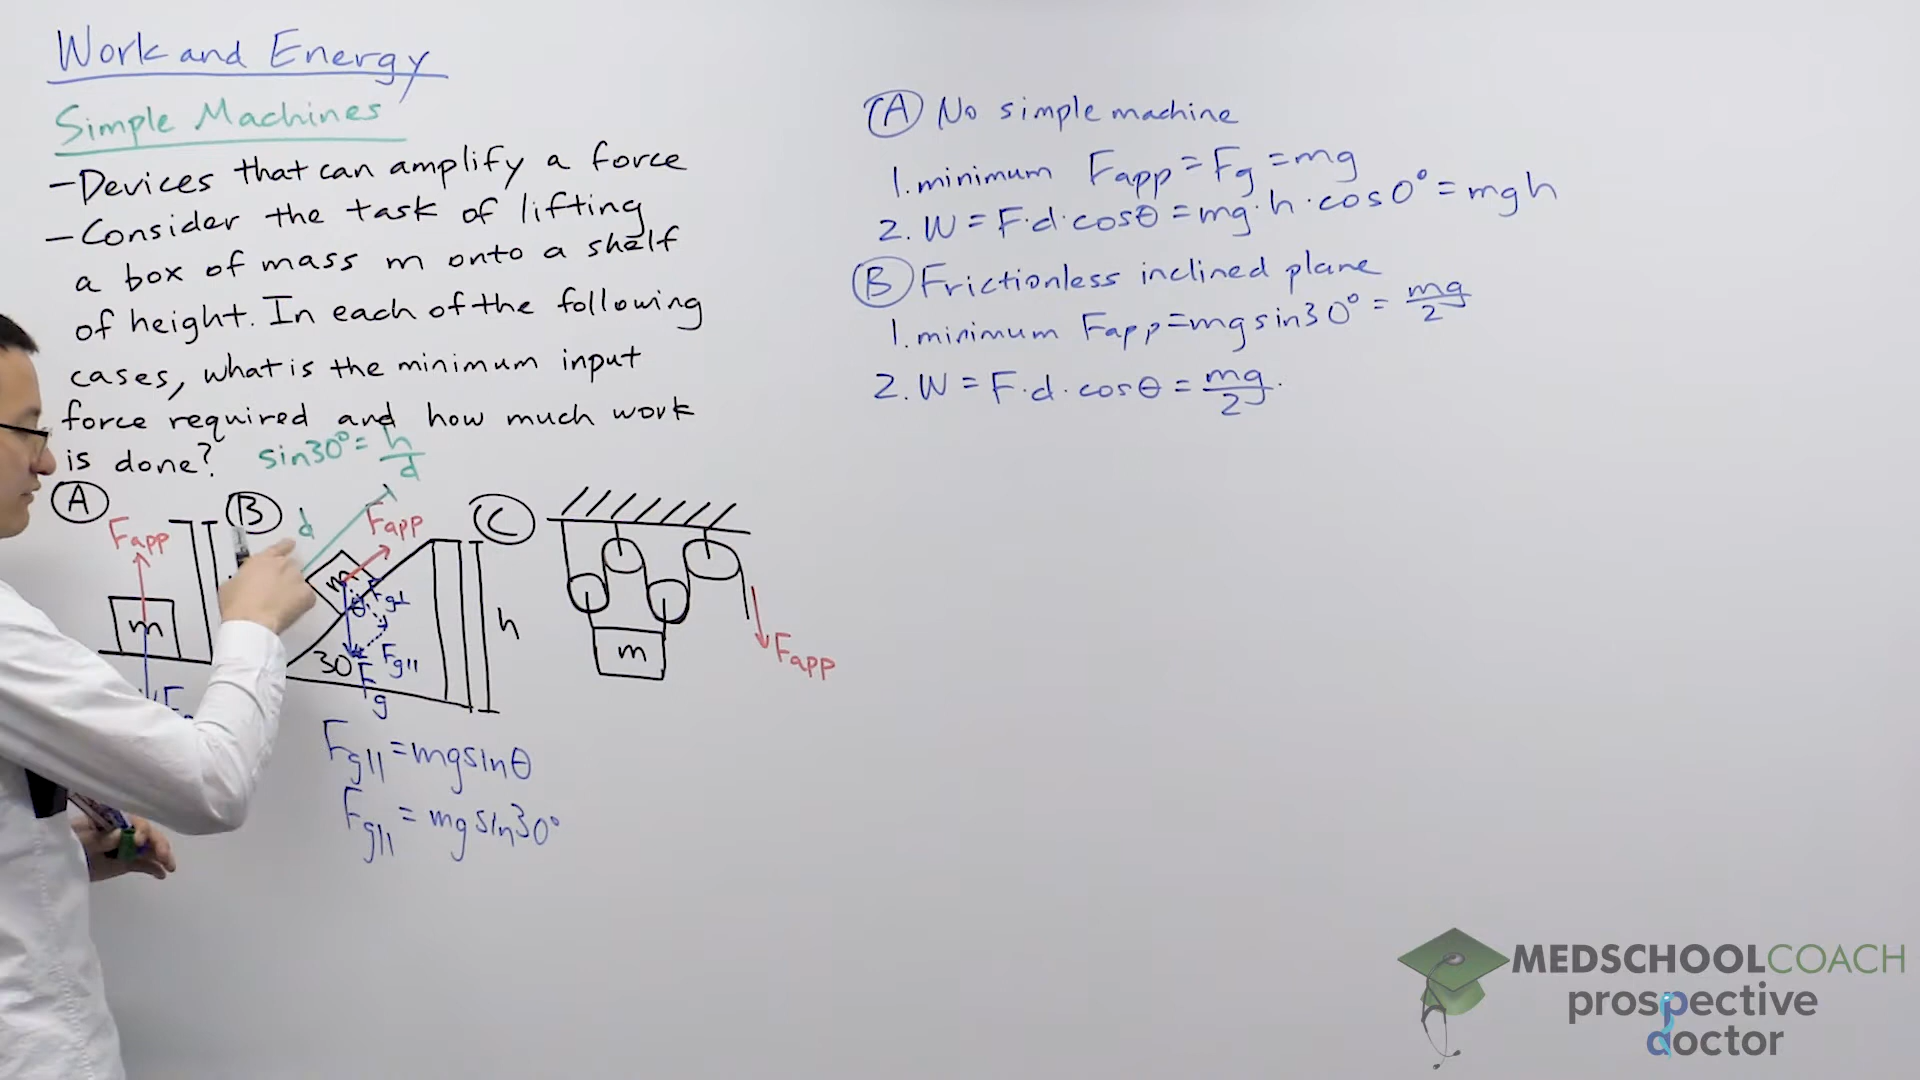 Work and Energy
Simple Machines
- Devices that can amplify a force
- Consider the task of lifting
a box of mass m onto a shelf
of height. In each of the following
cases, what is the minimum input
force required and how much work
is done?
sin30° = h/d
A
Fapp
m
B
d
Fapp
m
θ
Fg⊥
Fg||
Fg
30
h
C
m
Fapp
Fg|| = mgsinθ
Fg|| = mgsin30°
A No simple machine
1. minimum Fapp = Fg = mg
2. W = F·d·cosθ = mg·h·cos0° = mgh
B Frictionless inclined plane
1. minimum Fapp = mgsin30° = mg/2
2. W = F·d·cosθ = mg/2·
MEDSCHOOLCOACH
prospective
doctor